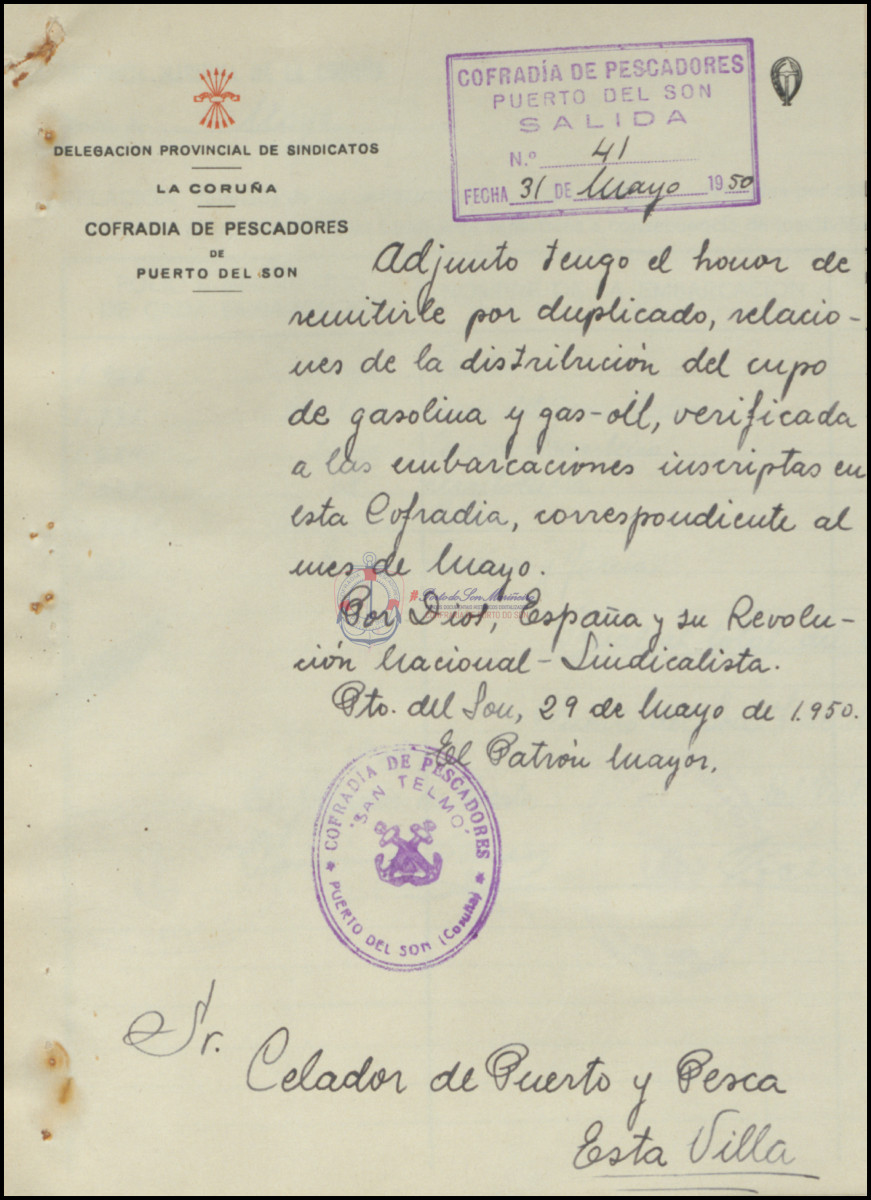 DELEGACION PROVINCIAL DE SINDICATOS
LA CORUÑA
COFRADIA DE PESCADORES
DE
PUERTO DEL SON
COFRADÍA DE PESCADORES
PUERTO DEL SON
SALIDA
N.º 41
FECHA 31 DE Mayo 1950
Adjunto tengo el honor de
remitirle por duplicado, relacio-
nes de la distribución del cupo
de gasolina y gas-oll, verificada
a las embarcaciones inscriptas en
esta Cofradia, correspondiente al
mes de Mayo.
#PortodoSonMariñeiro
Por Dios, España y su Revolu-
ción Nacional-Sindicalista.
Pto. del Son, 29 de Mayo de 1.950.
El Patrón Mayor,
COFRADÍA DE PESCADORES
"SAN TELMO"
PUERTO DEL SON (Coruña)
Sr.
Celador de Puerto y Pesca
Esta Villa